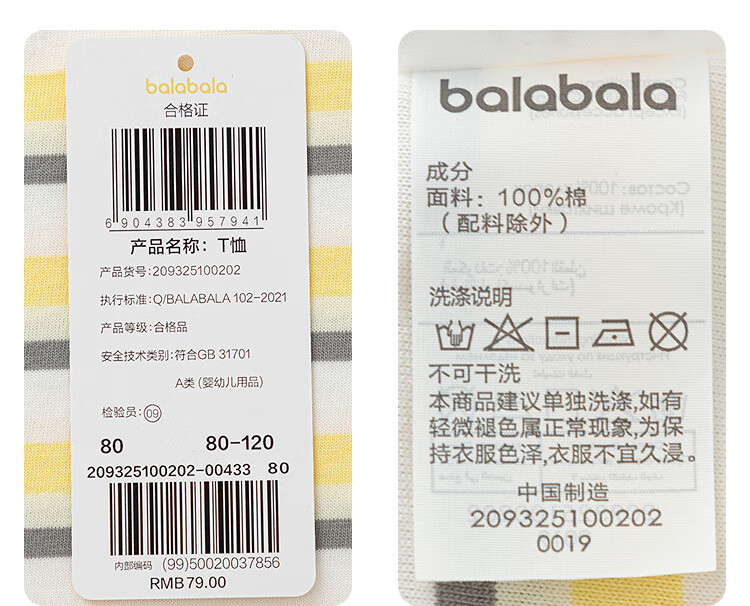 balabala
合格证
6 904383 957941
产品名称：T恤
产品货号:209325100202
执行标准:Q/BALABALA 102-2021
产品等级:合格品
安全技术类别:符合GB 31701
A类 (婴幼儿用品)
检验员:09
80 80-120
209325100202-00433 80
内部编码 (99)50020037856
RMB79.00
balabala
成分
面料：100%棉
（配料除外）
洗涤说明
不可干洗
本商品建议单独洗涤,如有
轻微褪色属正常现象,为保
持衣服色泽,衣服不宜久浸。
中国制造
209325100202
0019